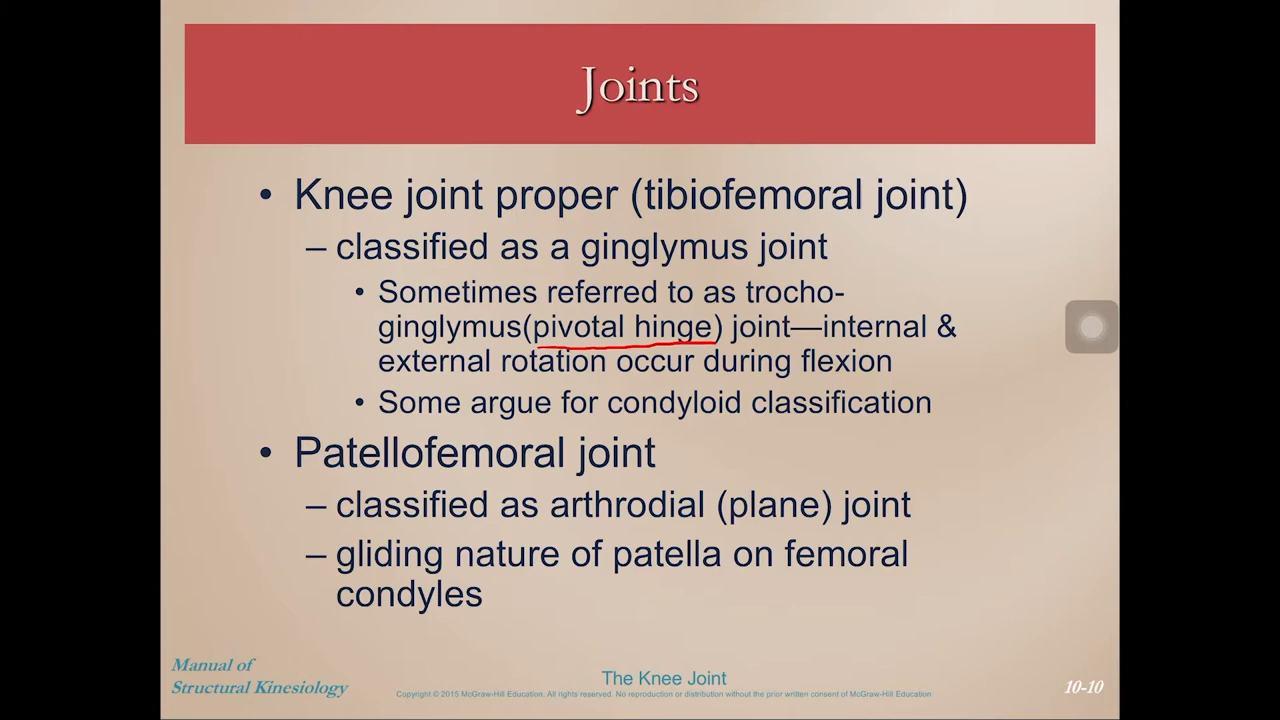 Joints
• Knee joint proper (tibiofemoral joint)
– classified as a ginglymus joint
• Sometimes referred to as trocho-
ginglymus(pivotal hinge) joint—internal &
external rotation occur during flexion
• Some argue for condyloid classification
• Patellofemoral joint
– classified as arthrodial (plane) joint
– gliding nature of patella on femoral
condyles
Manual of
Structural Kinesiology
The Knee Joint
Copyright © 2015 McGraw-Hill Education. All rights reserved. No reproduction or distribution without the prior written consent of McGraw-Hill Education
10-10